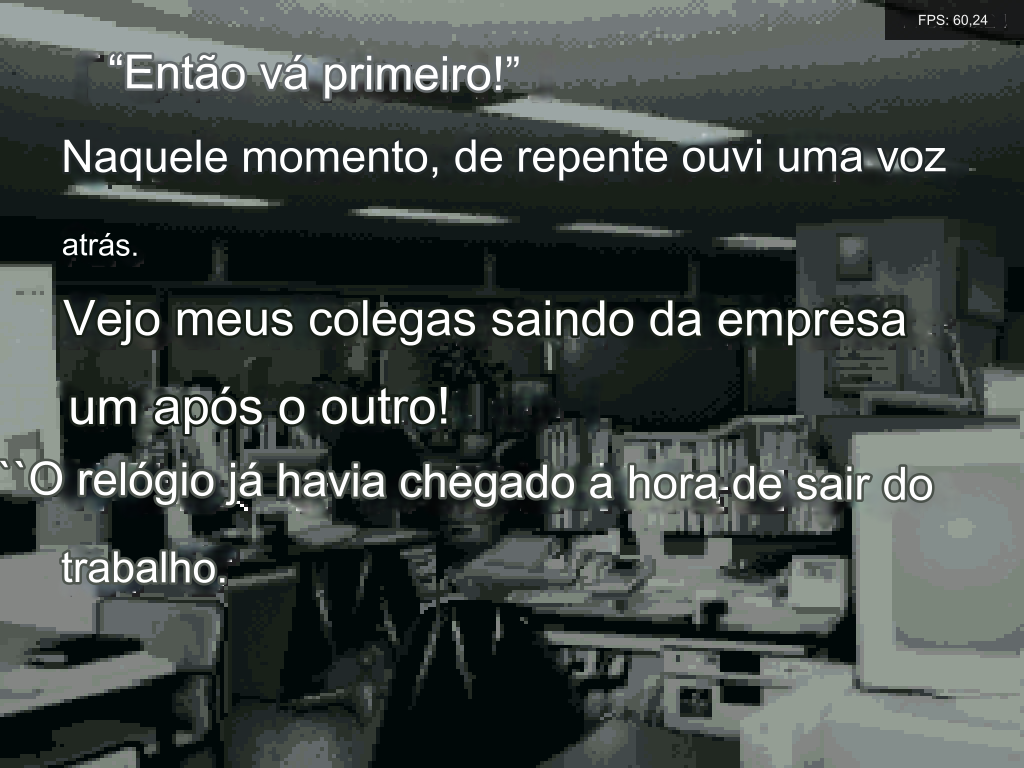 FPS: 60,24
“Então vá primeiro!”
Naquele momento, de repente ouvi uma voz
atrás.
Vejo meus colegas saindo da empresa
um após o outro!
``O relógio já havia chegado a hora de sair do
trabalho.